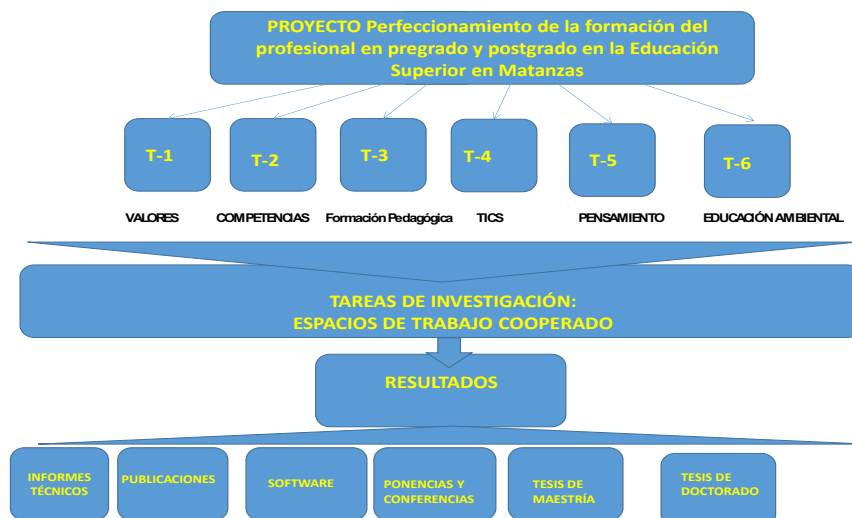 PROYECTO Perfeccionamiento de la formación del
profesional en pregrado y postgrado en la Educación
Superior en Matanzas
T-1
T-2
T-3
T-4
T-5
T-6
VALORES
COMPETENCIAS
Formación Pedagógica
TICS
PENSAMIENTO
EDUCACIÓN AMBIENTAL
TAREAS DE INVESTIGACIÓN:
ESPACIOS DE TRABAJO COOPERADO
RESULTADOS
INFORMES
TÉCNICOS
PUBLICACIONES
SOFTWARE
PONENCIAS Y
CONFERENCIAS
TESIS DE
MAESTRÍA
TESIS DE
DOCTORADO